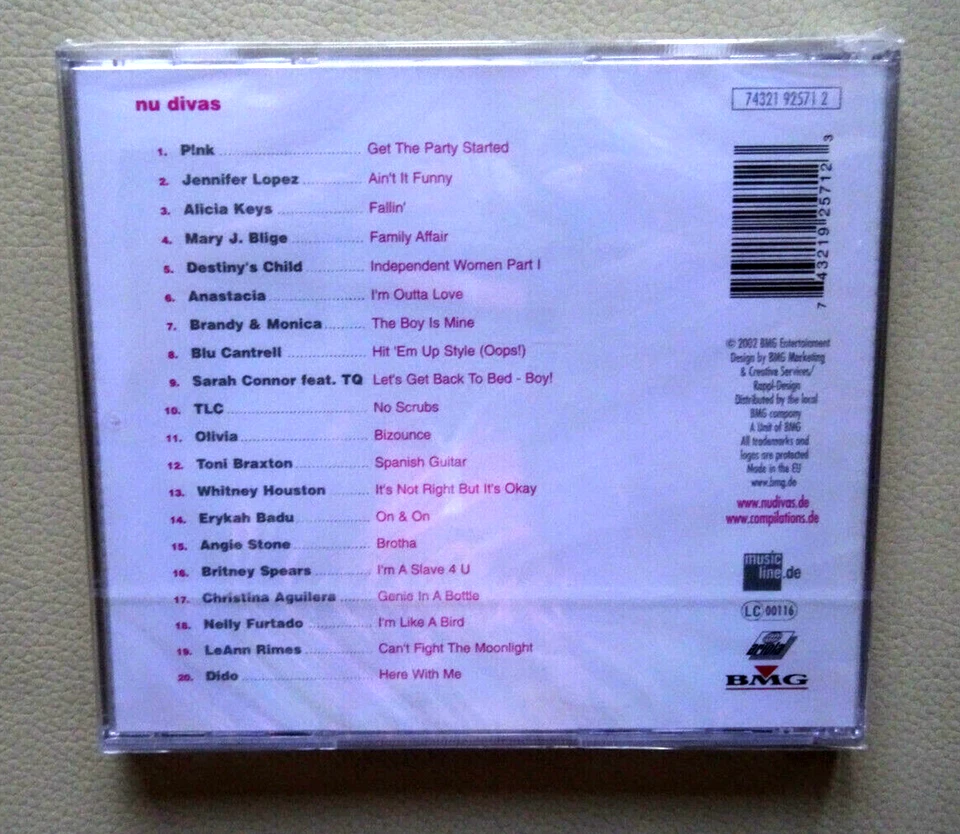 nu divas
74321 92571 2
1. P!nk Get The Party Started
2. Jennifer Lopez Ain't It Funny
3. Alicia Keys Fallin'
4. Mary J. Blige Family Affair
5. Destiny's Child Independent Women Part I
6. Anastacia I'm Outta Love
7. Brandy & Monica The Boy Is Mine
8. Blu Cantrell Hit 'Em Up Style (Oops!)
9. Sarah Connor feat. TQ Let's Get Back To Bed - Boy!
10. TLC No Scrubs
11. Olivia Bizounce
12. Toni Braxton Spanish Guitar
13. Whitney Houston It's Not Right But It's Okay
14. Erykah Badu On & On
15. Angie Stone Brotha
16. Britney Spears I'm A Slave 4 U
17. Christina Aguilera Genie In A Bottle
18. Nelly Furtado I'm Like A Bird
19. LeAnn Rimes Can't Fight The Moonlight
20. Dido Here With Me
7 43219 25712 3
© 2002 BMG Entertainment
Design by BMG Marketing
& Creative Services/
Rappl-Design
Distributed by the local
BMG company
A Unit of BMG
All trademarks and
logos are protected
Made in the EU
www.bmg.de
www.nudivas.de
www.compilations.de
music
line.de
LC 00116
ariola
BMG